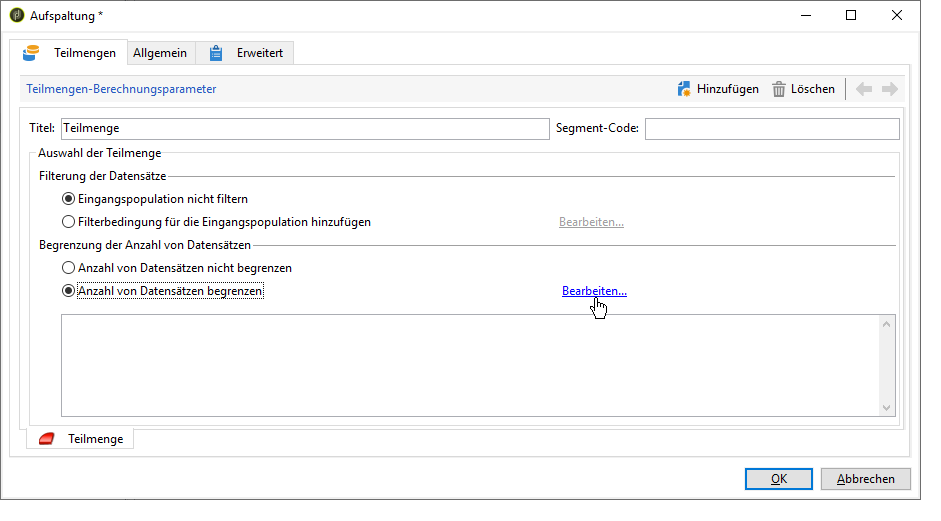 Aufspaltung *
Teilmengen Allgemein Erweitert
Teilmengen-Berechnungsparameter Hinzufügen Löschen
Titel: Teilmenge Segment-Code:
Auswahl der Teilmenge
Filterung der Datensätze
Eingangspopulation nicht filtern
Filterbedingung für die Eingangspopulation hinzufügen Bearbeiten...
Begrenzung der Anzahl von Datensätzen
Anzahl von Datensätzen nicht begrenzen
Anzahl von Datensätzen begrenzen Bearbeiten...
Teilmenge
OK Abbrechen